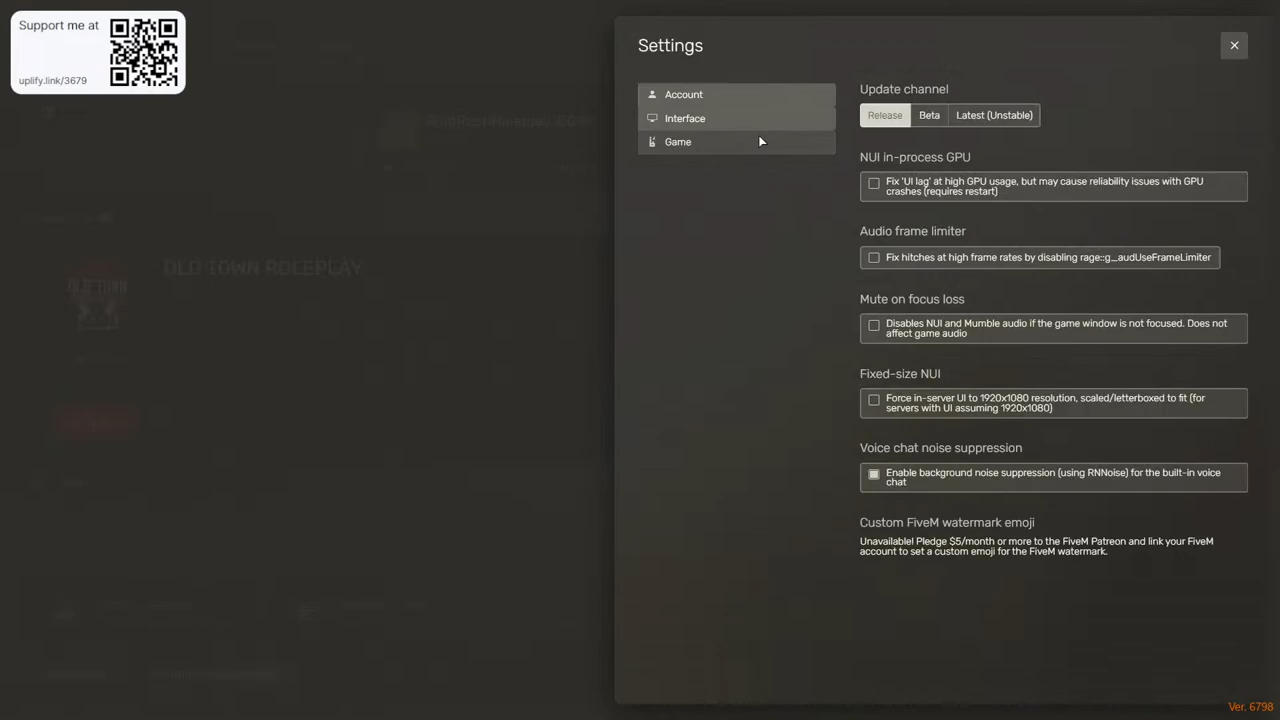 Support me at
uplify.link/3679
Settings
Account
Interface
Game
Update channel
Release Beta Latest (Unstable)
NUI in-process GPU
Fix 'UI lag' at high GPU usage, but may cause reliability issues with GPU
crashes (requires restart)
Audio frame limiter
Fix hitches at high frame rates by disabling rage::g_audUseFrameLimiter
Mute on focus loss
Disables NUI and Mumble audio if the game window is not focused. Does not
affect game audio
Fixed-size NUI
Force in-server UI to 1920x1080 resolution, scaled/letterboxed to fit (for
servers with UI assuming 1920x1080)
Voice chat noise suppression
Enable background noise suppression (using RNNoise) for the built-in voice
chat
Custom FiveM watermark emoji
Unavailable! Pledge $5/month or more to the FiveM Patreon and link your FiveM
account to set a custom emoji for the FiveM watermark.
OLD TOWN ROLEPLAY
Ver. 6798